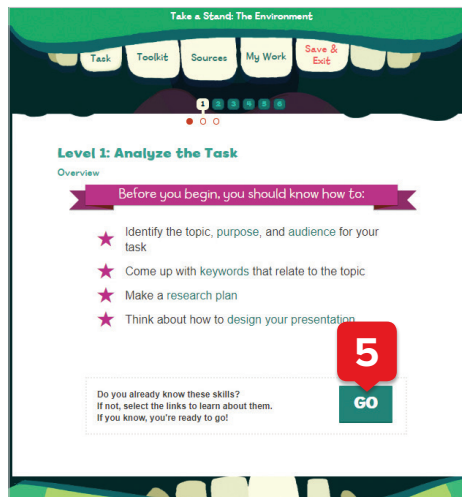 Take a Stand: The Environment
Task
Toolkit
Sources
My Work
Save &
Exit
1 2 3 4 5 6
Level 1: Analyze the Task
Overview
Before you begin, you should know how to:
Identify the topic, purpose, and audience for your
task
Come up with keywords that relate to the topic
Make a research plan
Think about how to design your presentation
5
Do you already know these skills?
If not, select the links to learn about them.
If you know, you're ready to go!
GO